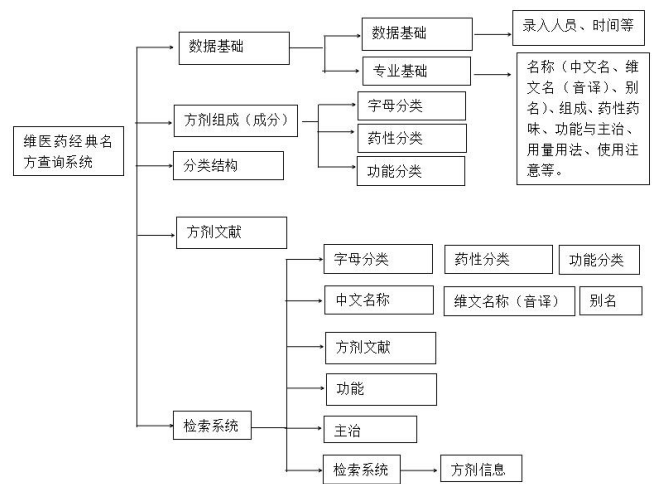 数据基础
数据基础
录入人员、时间等
专业基础
名称（中文名、维
文名（音译）、别
名）、组成、药性药
味、功能与主治、
用量用法、使用注
意等。
方剂组成（成分）
字母分类
药性分类
功能分类
维医药经典名
方查询系统
分类结构
方剂文献
字母分类
药性分类
功能分类
中文名称
维文名称（音译）
别名
方剂文献
功能
检索系统
主治
检索系统
方剂信息